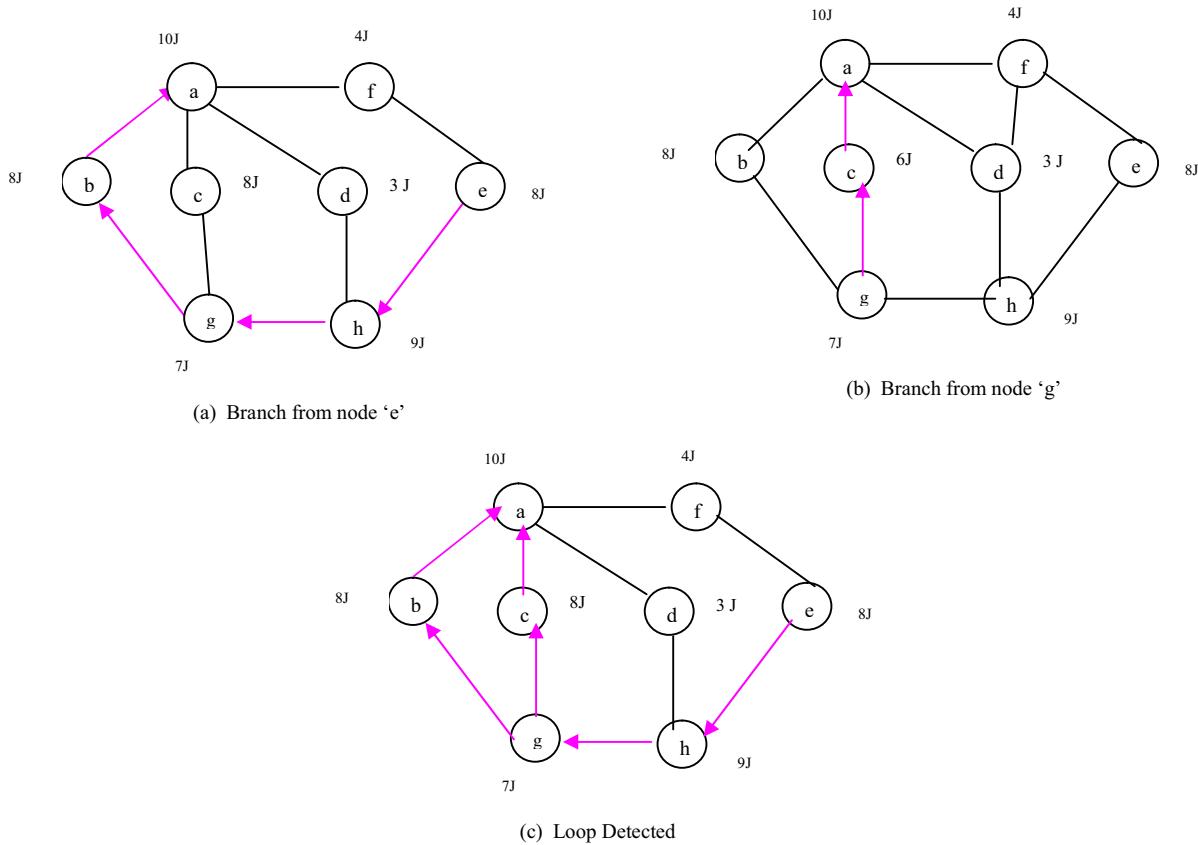 10J
4J
a
f
8J
b
c
8J
d
3 J
e
8J
g
h
7J
9J
(a) Branch from node ‘e’
10J
4J
a
f
8J
b
c
6J
d
3 J
e
8J
g
h
7J
9J
(b) Branch from node ‘g’
10J
4J
a
f
8J
b
c
8J
d
3 J
e
8J
g
h
7J
9J
(c) Loop Detected